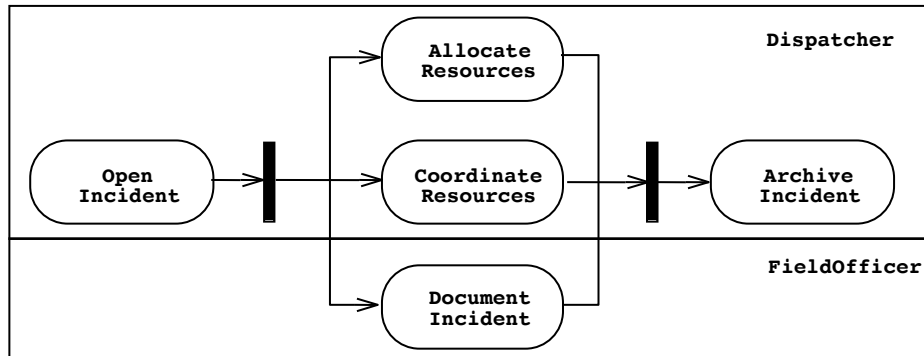 Dispatcher
Allocate
Resources
Open
Incident
Coordinate
Resources
Archive
Incident
FieldOfficer
Document
Incident